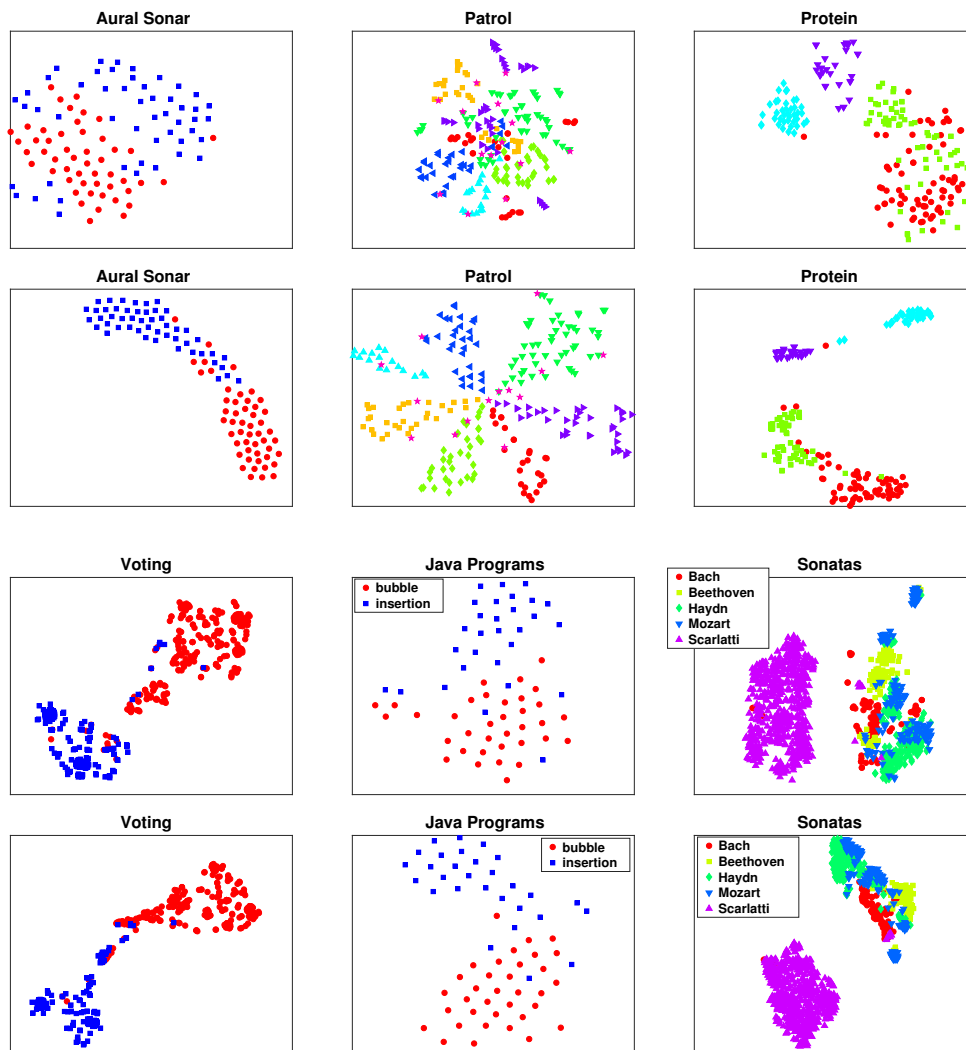 Aural Sonar
Patrol
Protein
Aural Sonar
Patrol
Protein
Voting
Java Programs
Sonatas
bubble
insertion
Bach
Beethoven
Haydn
Mozart
Scarlatti
Voting
Java Programs
Sonatas
bubble
insertion
Bach
Beethoven
Haydn
Mozart
Scarlatti